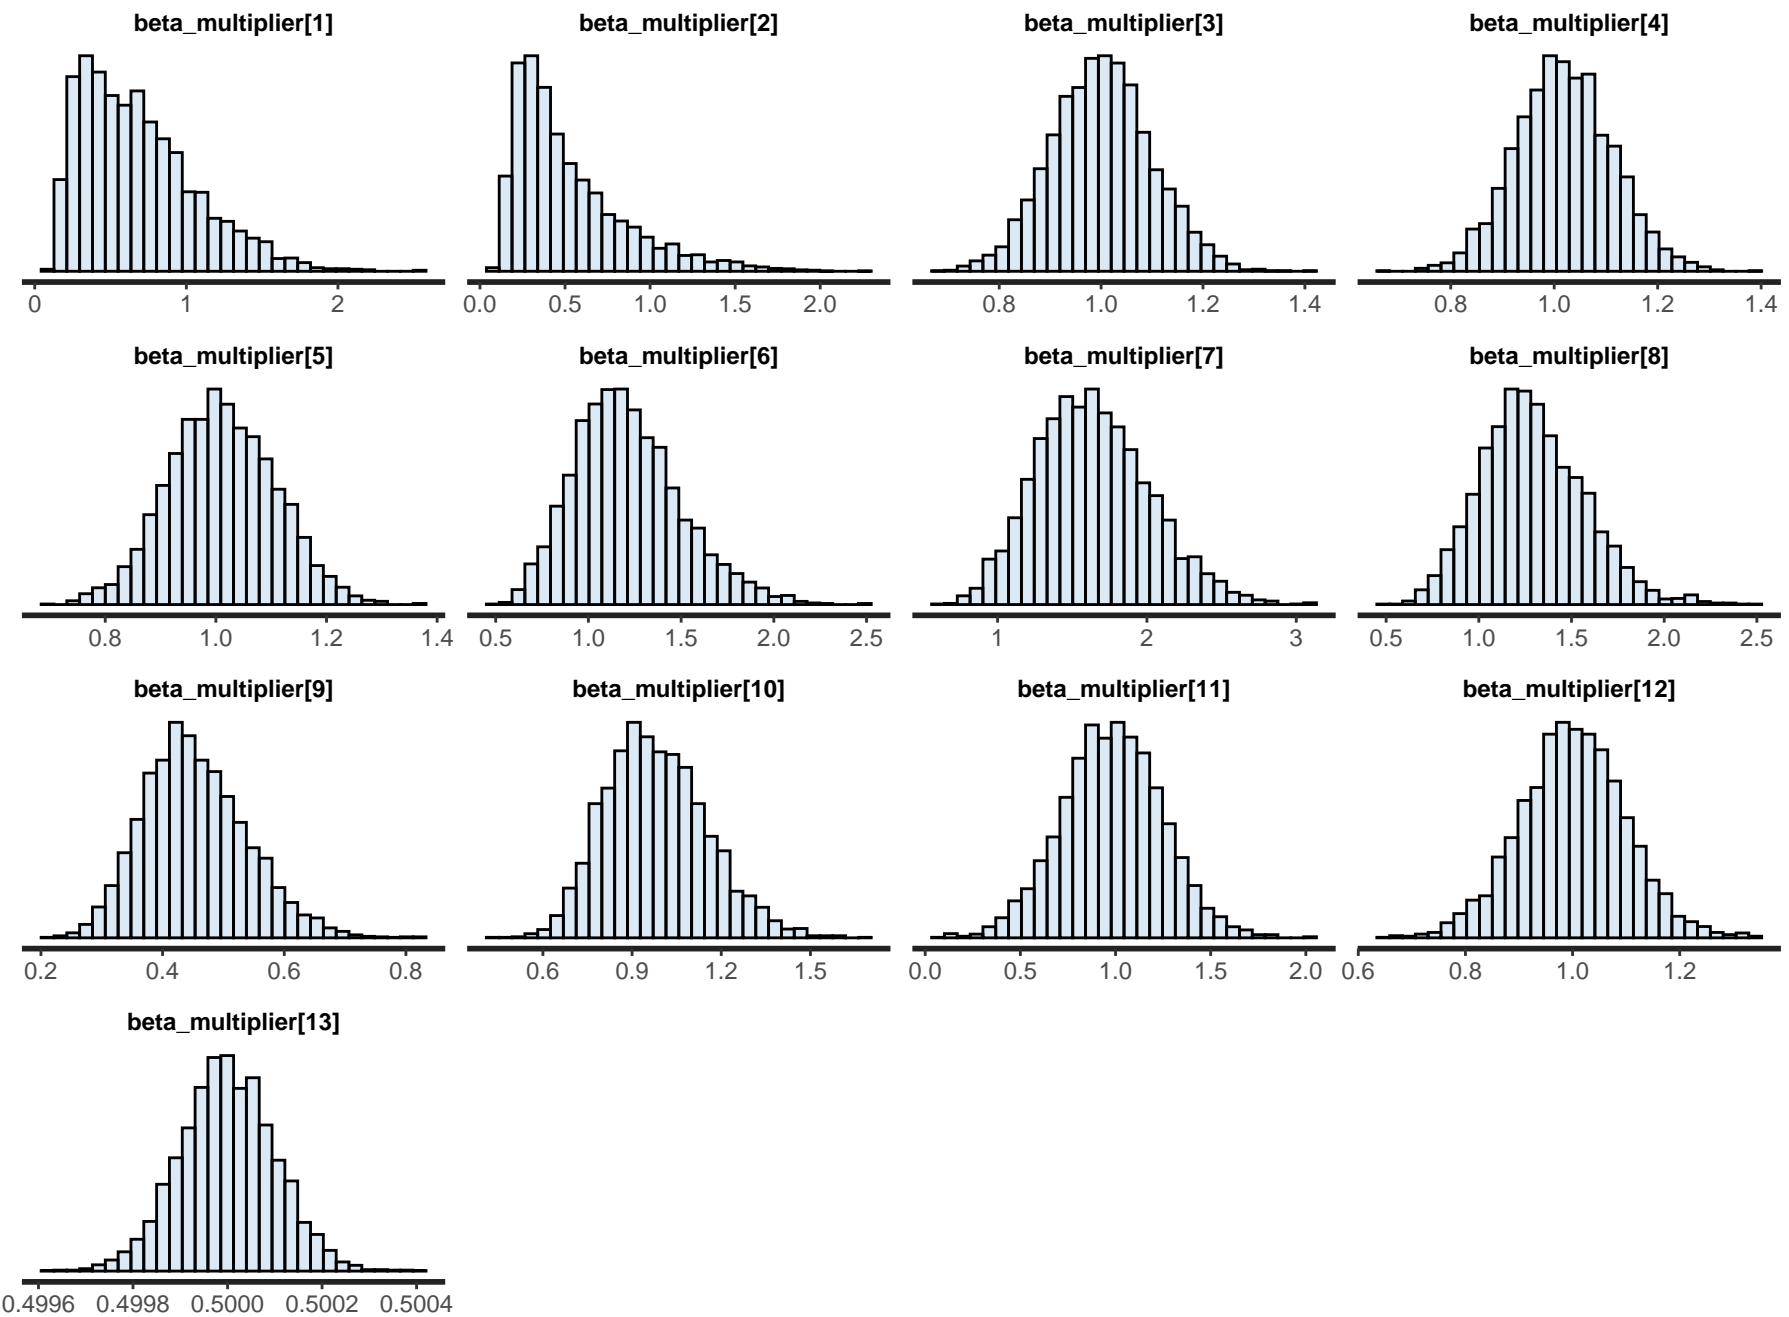 beta_multiplier[1] beta_multiplier[2] beta_multiplier[3] beta_multiplier[4]
0 1 2 0.0 0.5 1.0 1.5 2.0 0.8 1.0 1.2 1.4 0.8 1.0 1.2 1.4
beta_multiplier[5] beta_multiplier[6] beta_multiplier[7] beta_multiplier[8]
0.8 1.0 1.2 1.4 0.5 1.0 1.5 2.0 2.5 1 2 3 0.5 1.0 1.5 2.0 2.5
beta_multiplier[9] beta_multiplier[10] beta_multiplier[11] beta_multiplier[12]
0.2 0.4 0.6 0.8 0.6 0.9 1.2 1.5 0.0 0.5 1.0 1.5 2.0 0.6 0.8 1.0 1.2
beta_multiplier[13]
0.4996 0.4998 0.5000 0.5002 0.5004